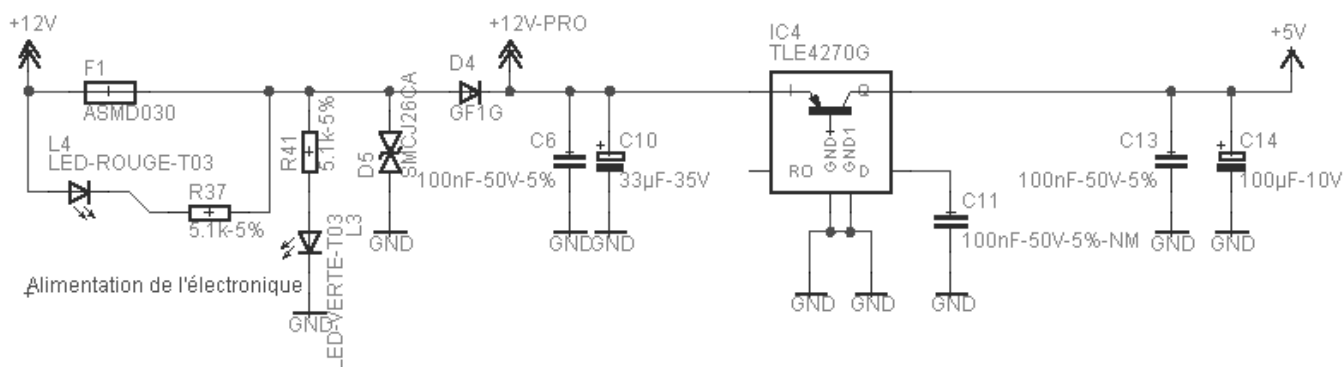 +12V
+12V-PRO
IC4
TLE4270G
+5V
F1
ASMD030
D4
GF1G
L4
LED-ROUGE-T03
R37
5.1k-5%
R41
5.1k-5%
D5
SMCJ26CA
GND
L3
LED-VERTE-T03
GND
C6
100nF-50V-5%
GND
+
C10
33µF-35V
GND
I
Q
GND
GND1
RO
D
GND
GND
C11
100nF-50V-5%-NM
GND
C13
100nF-50V-5%
GND
+
C14
100µF-10V
GND
Alimentation de l'électronique